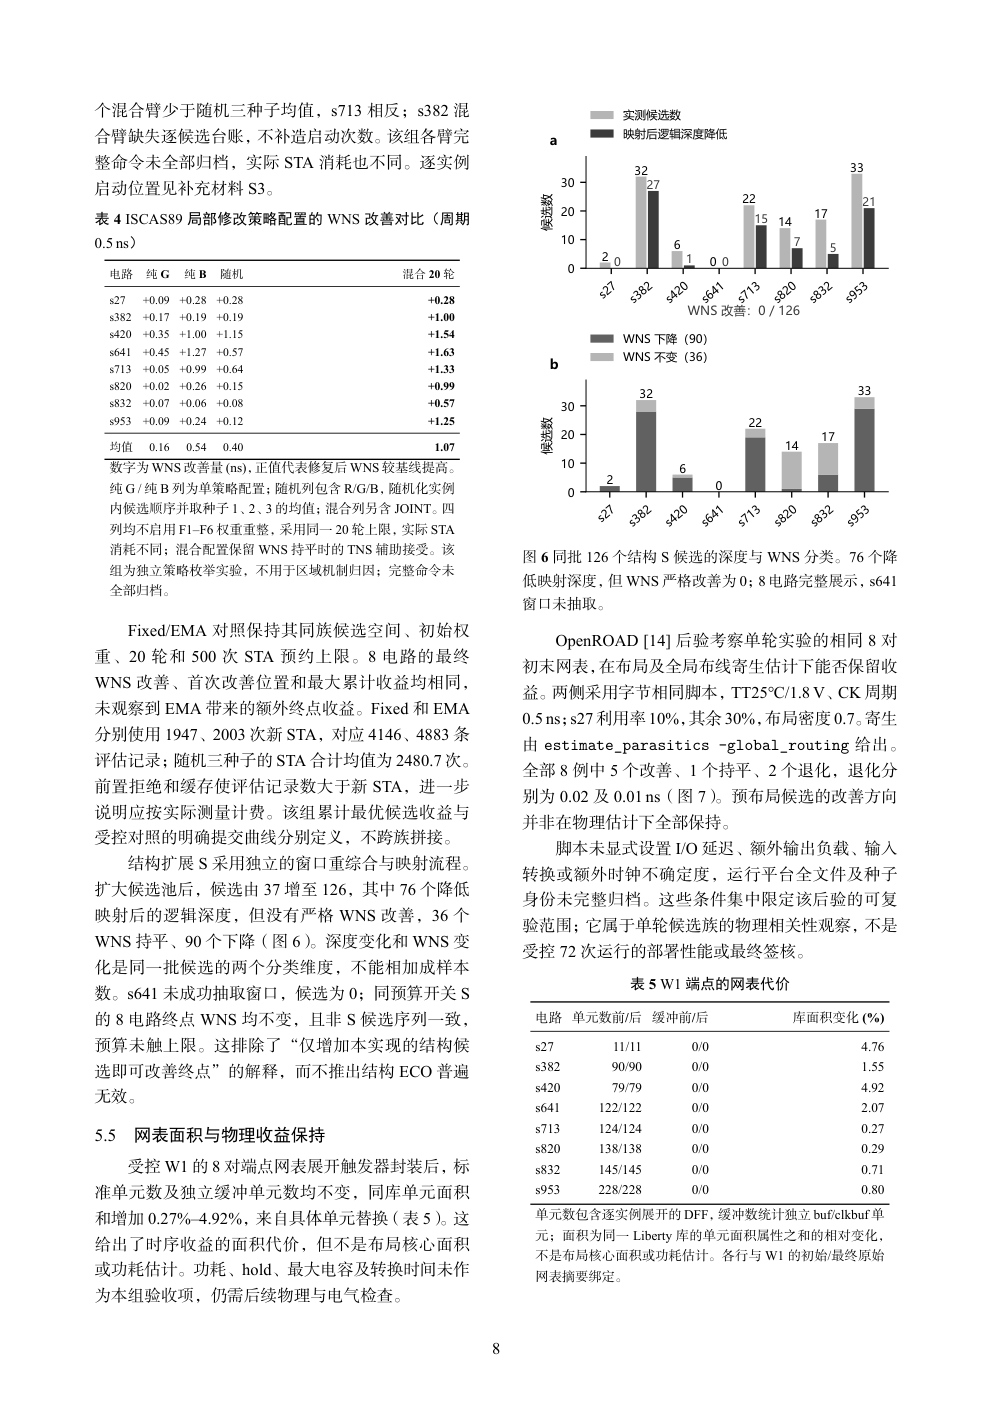 个混合臂少于随机三种子均值，s713 相反；s382 混
合臂缺失逐候选台账，不补造启动次数。该组各臂完
整命令未全部归档，实际 STA 消耗也不同。逐实例
启动位置见补充材料 S3。
表 4 ISCAS89 局部修改策略配置的 WNS 改善对比（周期
0.5 ns）
电路 纯 G 纯 B 随机 混合 20 轮
s27 +0.09 +0.28 +0.28 +0.28
s382 +0.17 +0.19 +0.19 +1.00
s420 +0.35 +1.00 +1.15 +1.54
s641 +0.45 +1.27 +0.57 +1.63
s713 +0.05 +0.99 +0.64 +1.33
s820 +0.02 +0.26 +0.15 +0.99
s832 +0.07 +0.06 +0.08 +0.57
s953 +0.09 +0.24 +0.12 +1.25
均值 0.16 0.54 0.40 1.07
数字为 WNS 改善量 (ns)，正值代表修复后 WNS 较基线提高。
纯 G / 纯 B 列为单策略配置；随机列包含 R/G/B，随机化实例
内候选顺序并取种子 1、2、3 的均值；混合列另含 JOINT。四
列均不启用 F1–F6 权重重整，采用同一 20 轮上限，实际 STA
消耗不同；混合配置保留 WNS 持平时的 TNS 辅助接受。该
组为独立策略枚举实验，不用于区域机制归因；完整命令未
全部归档。
Fixed/EMA 对照保持其同族候选空间、初始权
重、20 轮和 500 次 STA 预约上限。8 电路的最终
WNS 改善、首次改善位置和最大累计收益均相同，
未观察到 EMA 带来的额外终点收益。Fixed 和 EMA
分别使用 1947、2003 次新 STA，对应 4146、4883 条
评估记录；随机三种子的 STA 合计均值为 2480.7 次。
前置拒绝和缓存使评估记录数大于新 STA，进一步
说明应按实际测量计费。该组累计最优候选收益与
受控对照的明确提交曲线分别定义，不跨族拼接。
结构扩展 S 采用独立的窗口重综合与映射流程。
扩大候选池后，候选由 37 增至 126，其中 76 个降低
映射后的逻辑深度，但没有严格 WNS 改善，36 个
WNS 持平、90 个下降（图 6）。深度变化和 WNS 变
化是同一批候选的两个分类维度，不能相加成样本
数。s641 未成功抽取窗口，候选为 0；同预算开关 S
的 8 电路终点 WNS 均不变，且非 S 候选序列一致，
预算未触上限。这排除了“仅增加本实现的结构候
选即可改善终点”的解释，而不推出结构 ECO 普遍
无效。
5.5 网表面积与物理收益保持
受控 W1 的 8 对端点网表展开触发器封装后，标
准单元数及独立缓冲单元数均不变，同库单元面积
和增加 0.27%–4.92%，来自具体单元替换（表 5）。这
给出了时序收益的面积代价，但不是布局核心面积
或功耗估计。功耗、hold、最大电容及转换时间未作
为本组验收项，仍需后续物理与电气检查。
实测候选数
a 映射后逻辑深度降低
候选数
30
20
10
0
2 0 32 27 6 1 0 0 22 15 14 7 17 5 33 21
s27 s382 s420 s641 s713 s820 s832 s953
WNS 改善：0 / 126
WNS 下降（90）
b WNS 不变（36）
候选数
30
20
10
0
2 32 6 0 22 14 17 33
s27 s382 s420 s641 s713 s820 s832 s953
图 6 同批 126 个结构 S 候选的深度与 WNS 分类。76 个降
低映射深度，但 WNS 严格改善为 0；8 电路完整展示，s641
窗口未抽取。
OpenROAD [14] 后验考察单轮实验的相同 8 对
初末网表，在布局及全局布线寄生估计下能否保留收
益。两侧采用字节相同脚本，TT25℃/1.8 V、CK 周期
0.5 ns；s27 利用率 10%，其余 30%，布局密度 0.7。寄生
由 estimate_parasitics -global_routing 给出。
全部 8 例中 5 个改善、1 个持平、2 个退化，退化分
别为 0.02 及 0.01 ns（图 7）。预布局候选的改善方向
并非在物理估计下全部保持。
脚本未显式设置 I/O 延迟、额外输出负载、输入
转换或额外时钟不确定度，运行平台全文件及种子
身份未完整归档。这些条件集中限定该后验的可复
验范围；它属于单轮候选族的物理相关性观察，不是
受控 72 次运行的部署性能或最终签核。
表 5 W1 端点的网表代价
电路 单元数前/后 缓冲前/后 库面积变化 (%)
s27 11/11 0/0 4.76
s382 90/90 0/0 1.55
s420 79/79 0/0 4.92
s641 122/122 0/0 2.07
s713 124/124 0/0 0.27
s820 138/138 0/0 0.29
s832 145/145 0/0 0.71
s953 228/228 0/0 0.80
单元数包含逐实例展开的 DFF，缓冲数统计独立 buf/clkbuf 单
元；面积为同一 Liberty 库的单元面积属性之和的相对变化，
不是布局核心面积或功耗估计。各行与 W1 的初始/最终原始
网表摘要绑定。
8